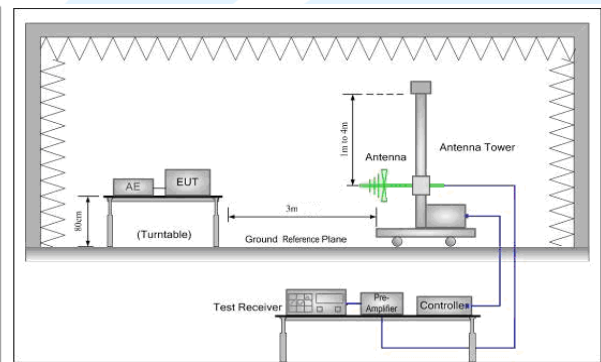 1m to 4m
Antenna
Antenna Tower
AE
EUT
80cm
(Turntable)
3m
Ground Reference Plane
Test Receiver
Pre-
Amplifier
Controller